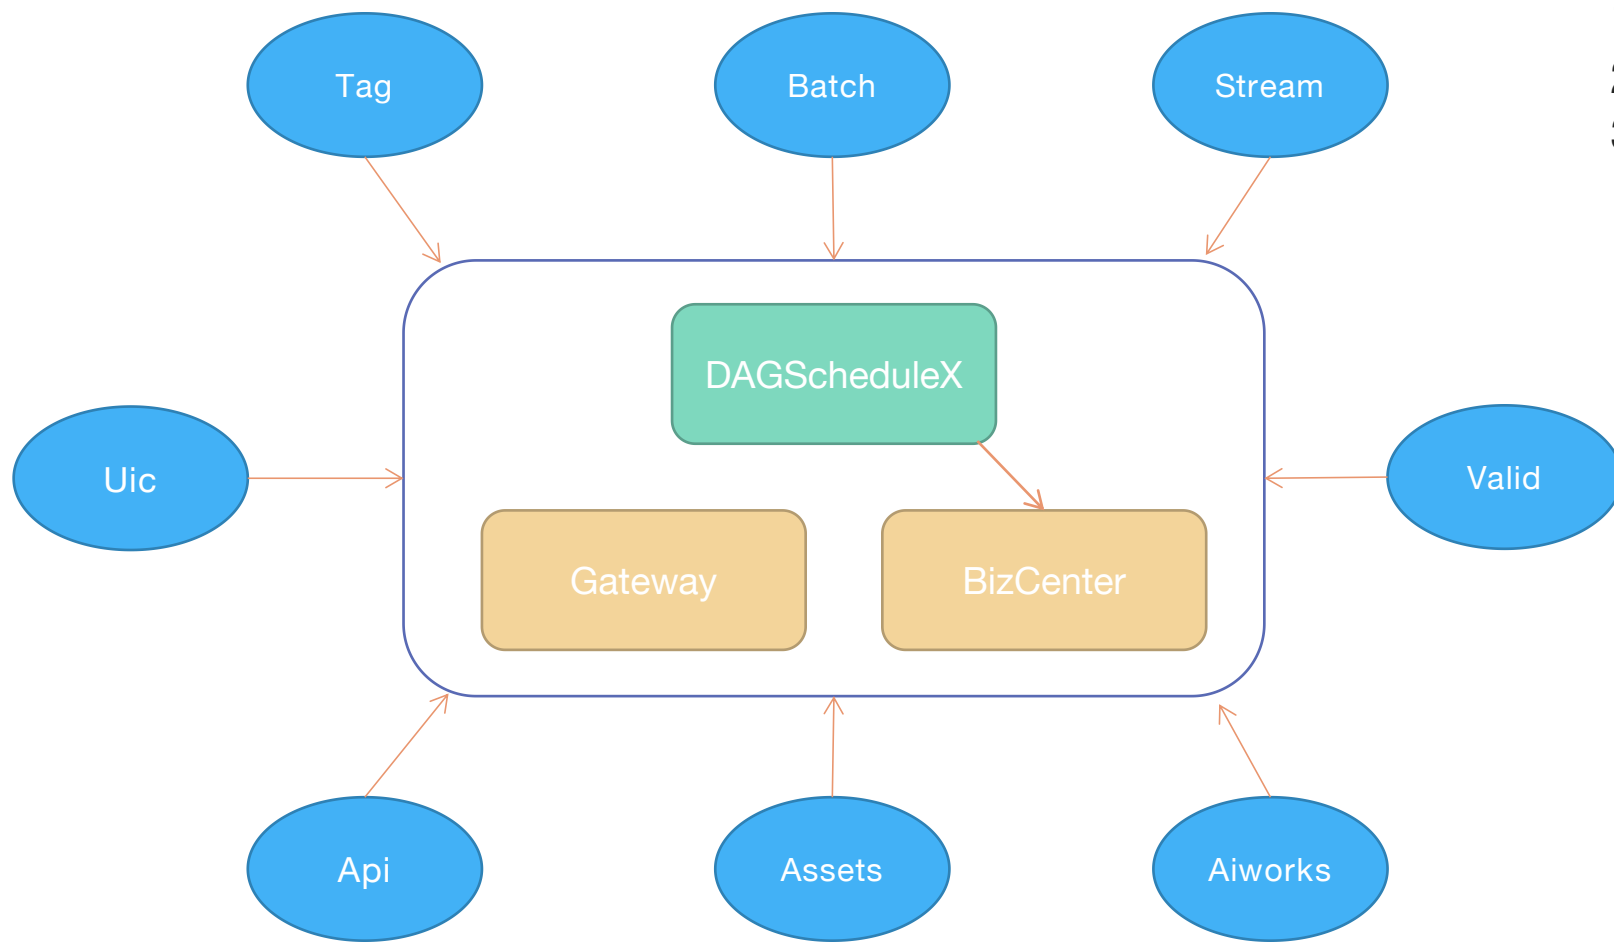 Tag
Batch
Stream
DAGScheduleX
Uic
Valid
Gateway
BizCenter
Api
Assets
Aiworks